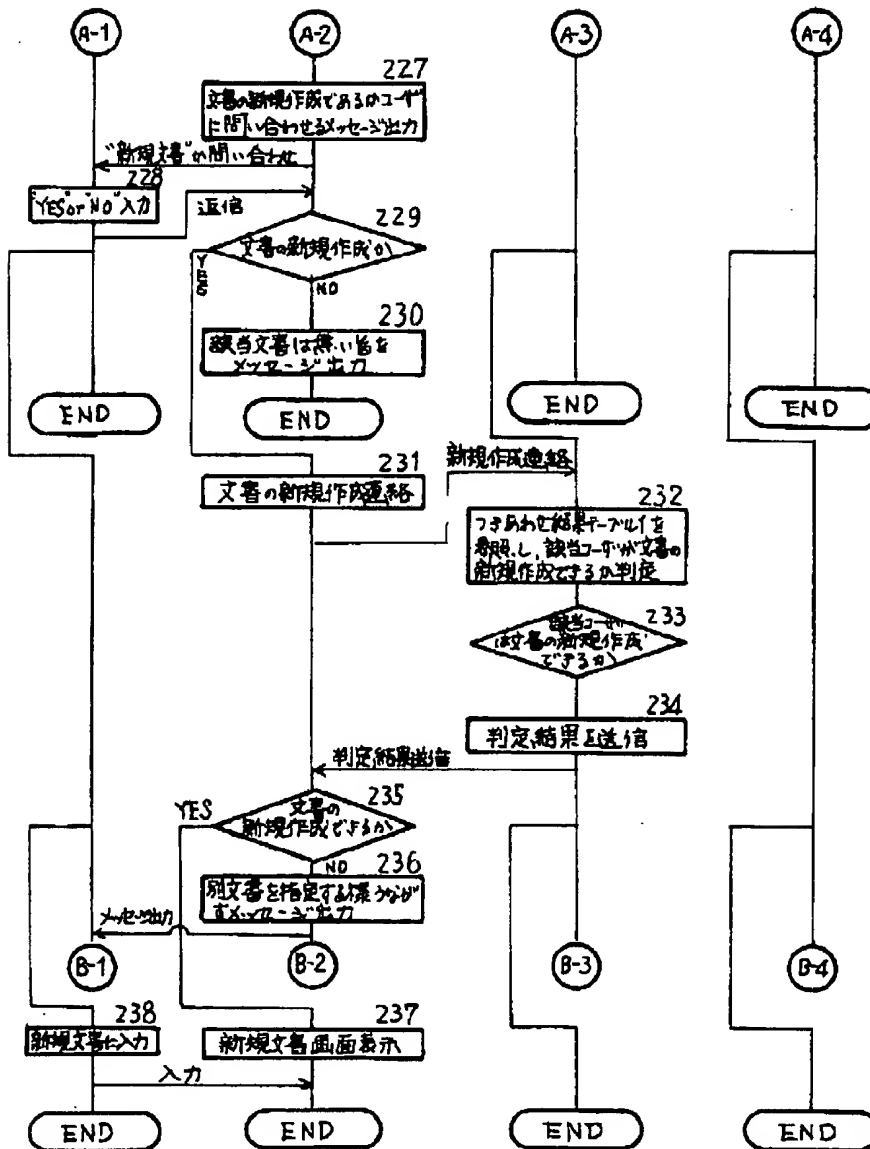 A-1 A-2 A-3 A-4
227
文書の新規作成であるかユーザ
に問い合わせるメッセージ出力
"新規文書"か問い合わせ
228
"YES" or "NO" 入力
返信
229
文書の新規作成か
YES
NO
230
該当文書は無い旨を
メッセージ出力
END END END END
231
文書の新規作成連絡
新規作成連絡
232
つきあわせ結果テーブルイを
参照し、該当ユーザが文書の
新規作成できるか判定
233
該当ユーザ
は文書の新規作成
できるか
234
判定結果を送信
判定結果送信
235
文書の
新規作成できるか
YES
NO
236
別文書を指定する様うなが
すメッセージ出力
メッセージ出力
B-1 B-2 B-3 B-4
238
新規文書に入力
237
新規文書画面表示
入力
END END END END